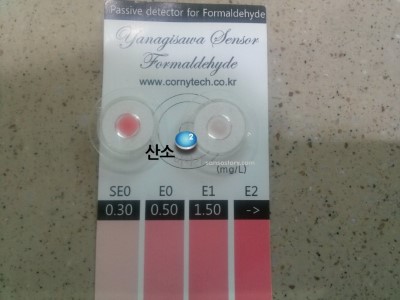 Passive detector for Formaldehyde
Yanagisawa Sensor
Formaldehyde
www.cornytech.co.kr
2
산소
(mg/L)
SE0 E0 E1 E2
0.30 0.50 1.50 ->